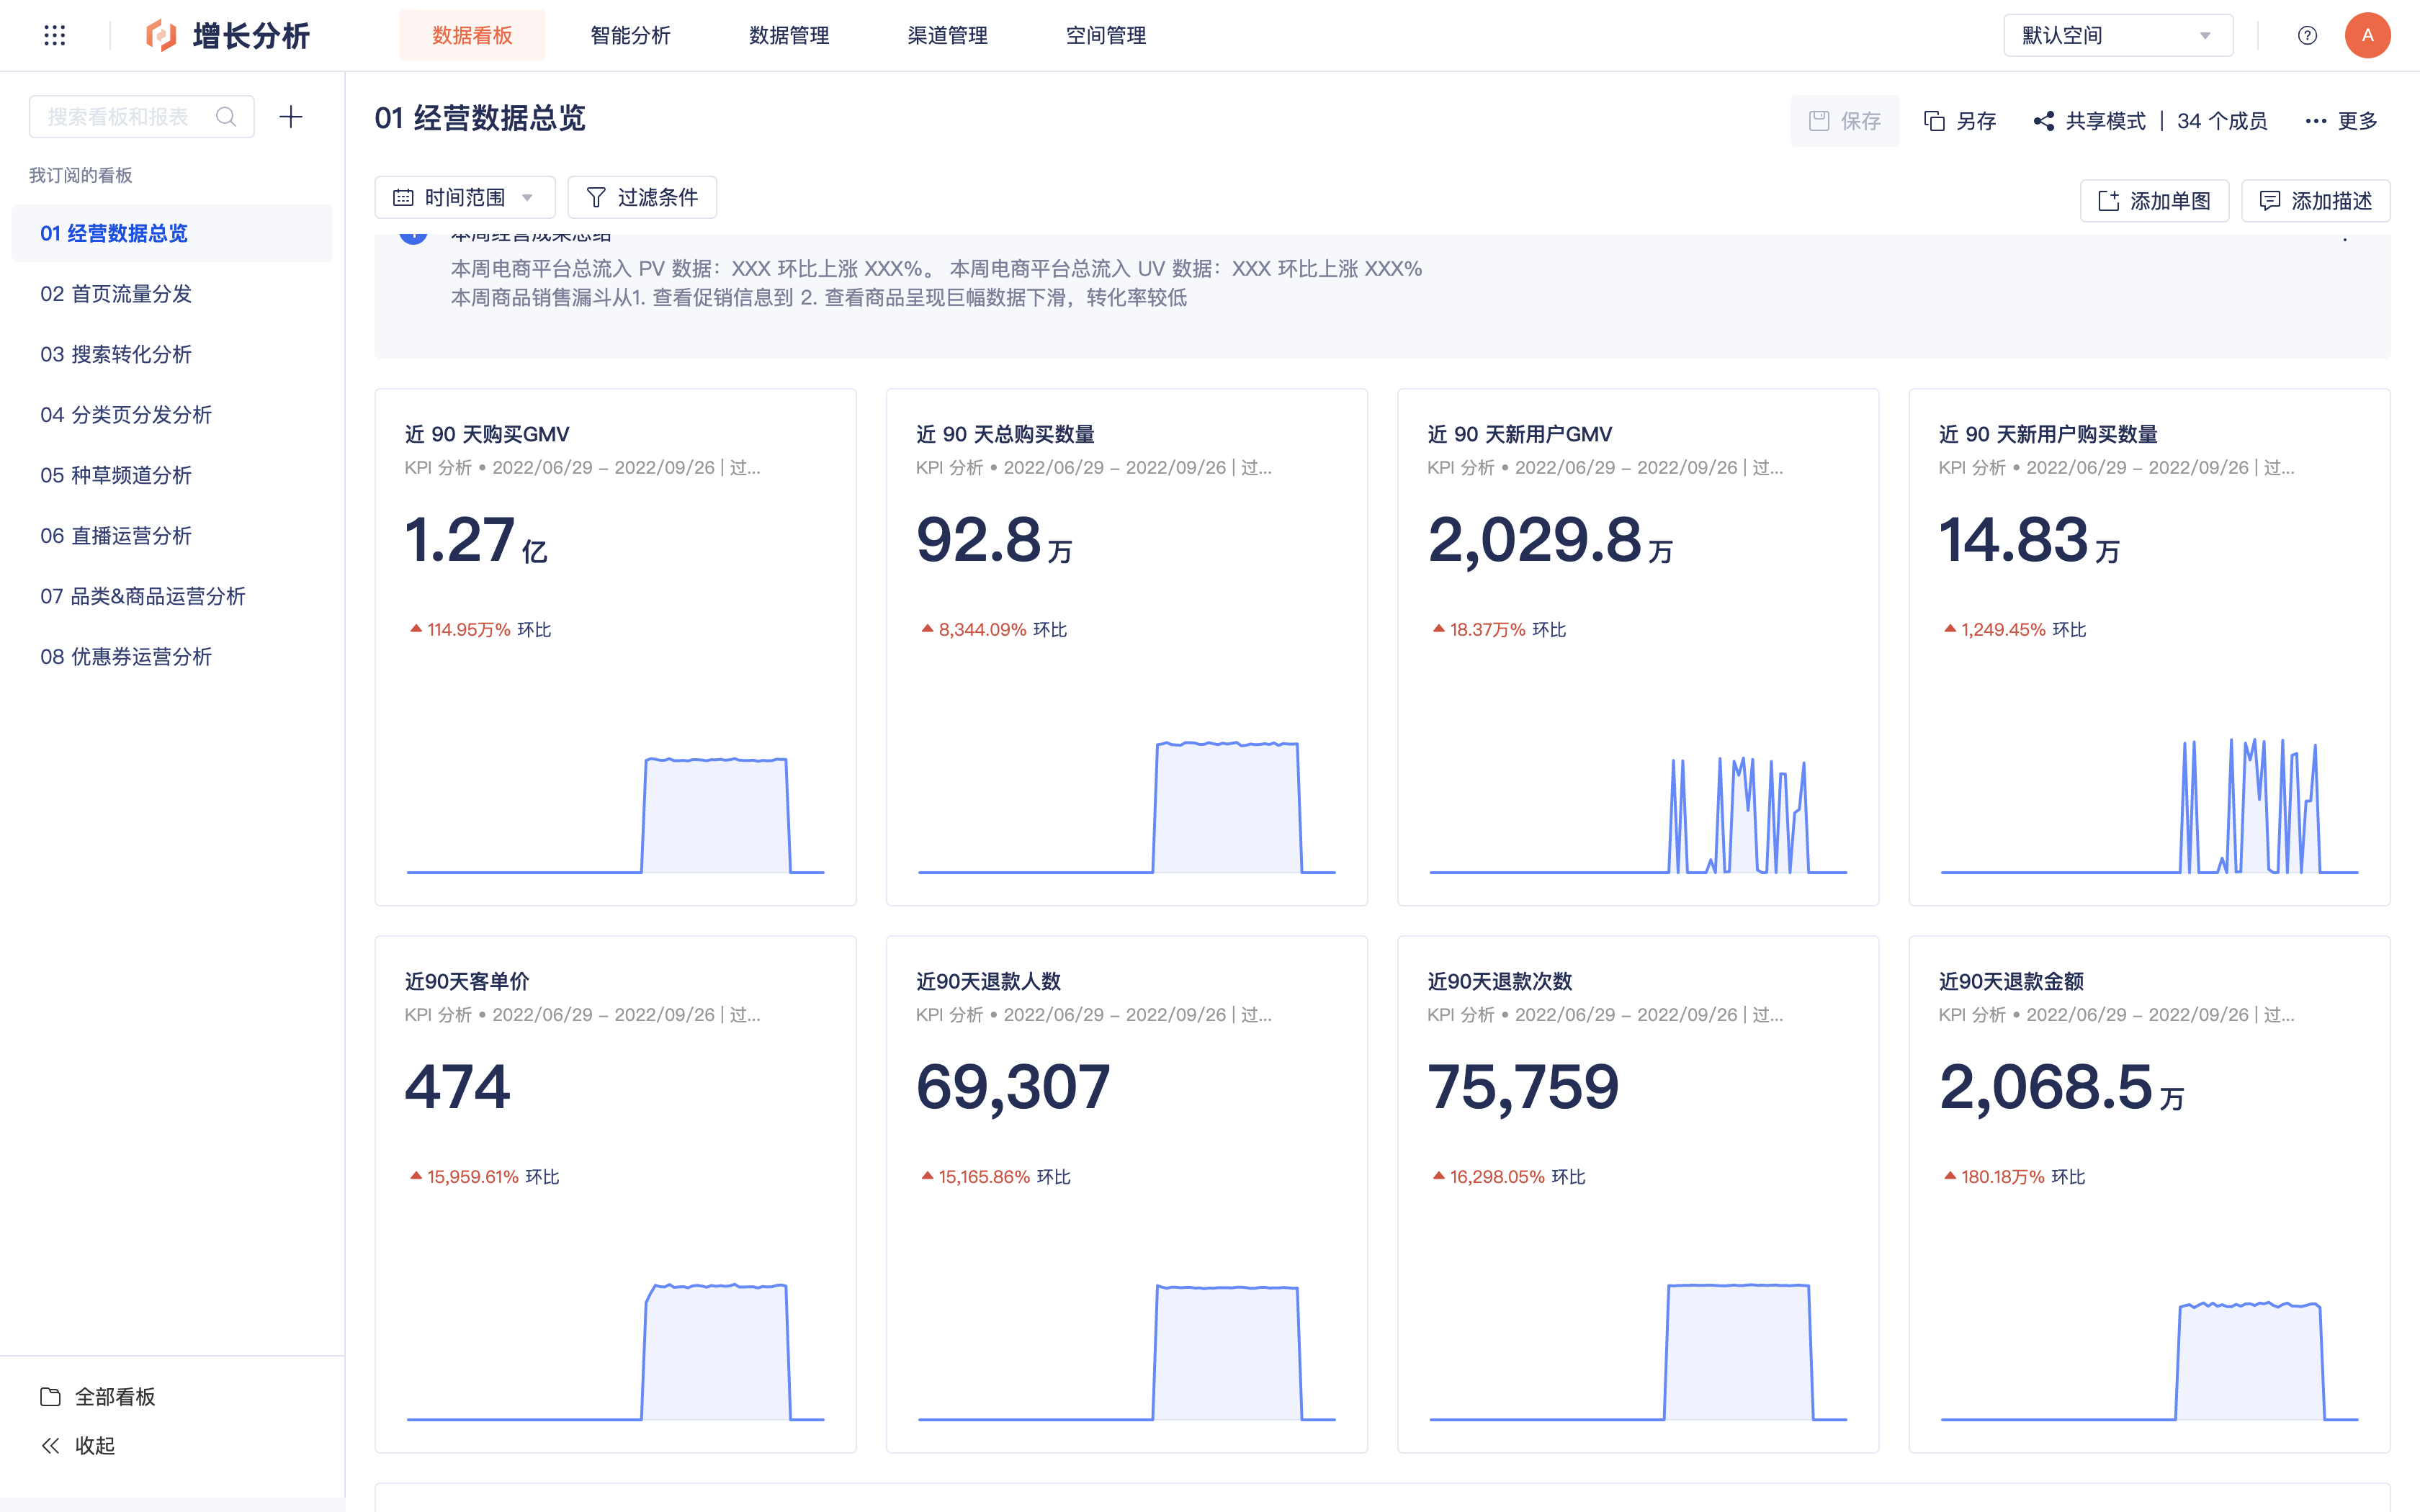 增长分析
数据看板
智能分析
数据管理
渠道管理
空间管理
默认空间
A
搜索看板和报表
我订阅的看板
01 经营数据总览
02 首页流量分发
03 搜索转化分析
04 分类页分发分析
05 种草频道分析
06 直播运营分析
07 品类&商品运营分析
08 优惠券运营分析
全部看板
收起
01 经营数据总览
保存
另存
共享模式 | 34 个成员
更多
时间范围
过滤条件
添加单图
添加描述
本周经营成果总结
本周电商平台总流入 PV 数据：XXX 环比上涨 XXX%。 本周电商平台总流入 UV 数据：XXX 环比上涨 XXX%
本周商品销售漏斗从1. 查看促销信息到 2. 查看商品呈现巨幅数据下滑，转化率较低
近 90 天购买GMV
KPI 分析 • 2022/06/29 – 2022/09/26 | 过...
1.27 亿
114.95万% 环比
近 90 天总购买数量
KPI 分析 • 2022/06/29 – 2022/09/26 | 过...
92.8 万
8,344.09% 环比
近 90 天新用户GMV
KPI 分析 • 2022/06/29 – 2022/09/26 | 过...
2,029.8 万
18.37万% 环比
近 90 天新用户购买数量
KPI 分析 • 2022/06/29 – 2022/09/26 | 过...
14.83 万
1,249.45% 环比
近90天客单价
KPI 分析 • 2022/06/29 – 2022/09/26 | 过...
474
15,959.61% 环比
近90天退款人数
KPI 分析 • 2022/06/29 – 2022/09/26 | 过...
69,307
15,165.86% 环比
近90天退款次数
KPI 分析 • 2022/06/29 – 2022/09/26 | 过...
75,759
16,298.05% 环比
近90天退款金额
KPI 分析 • 2022/06/29 – 2022/09/26 | 过...
2,068.5 万
180.18万% 环比